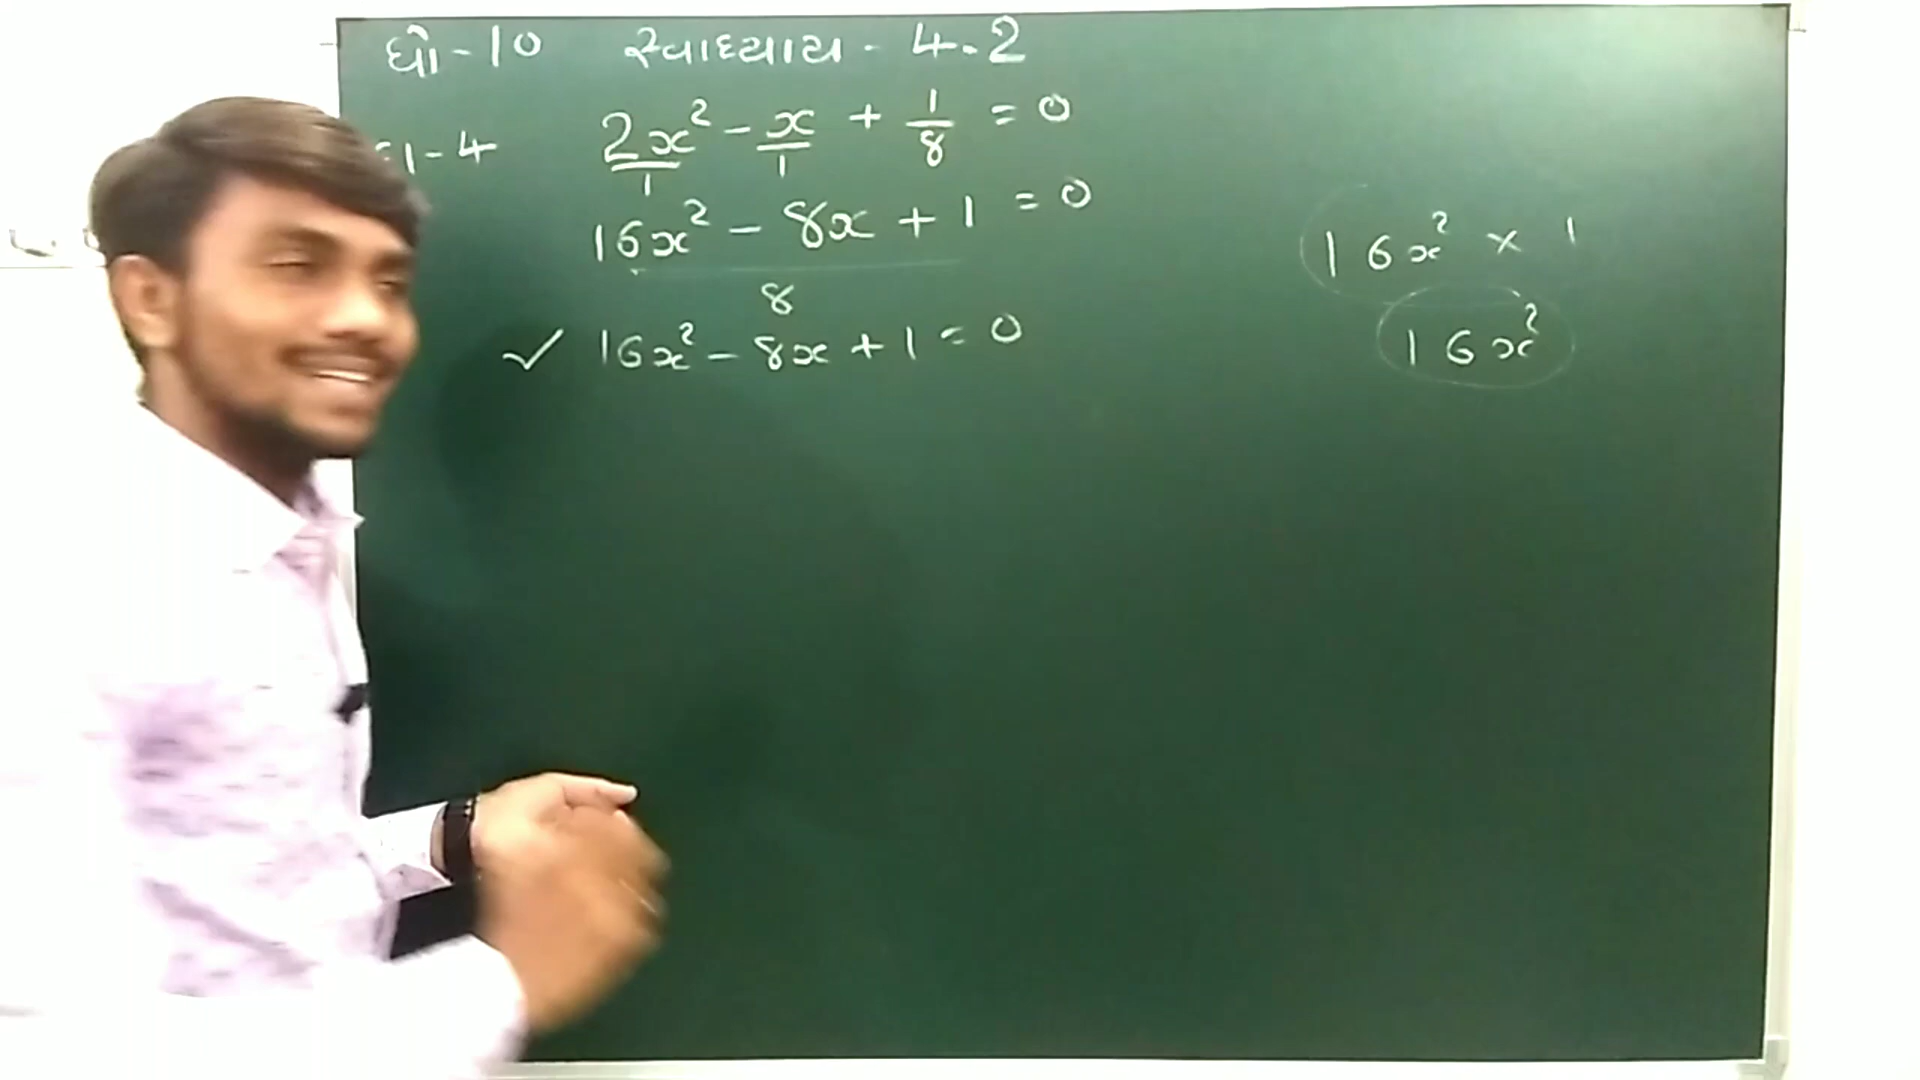 ધો-10 સ્વાધ્યાય - 4.2
1-4 2x²/1 - x/1 + 1/8 = 0
16x² - 8x + 1 = 0
8
✓ 16x² - 8x + 1 = 0
16x² × 1
16x²